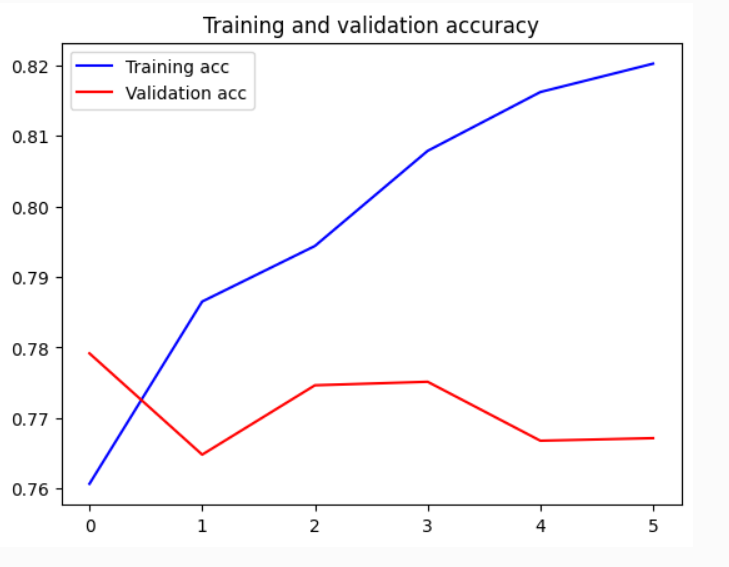 Training and validation accuracy
Training acc
Validation acc
0.82
0.81
0.80
0.79
0.78
0.77
0.76
0 1 2 3 4 5